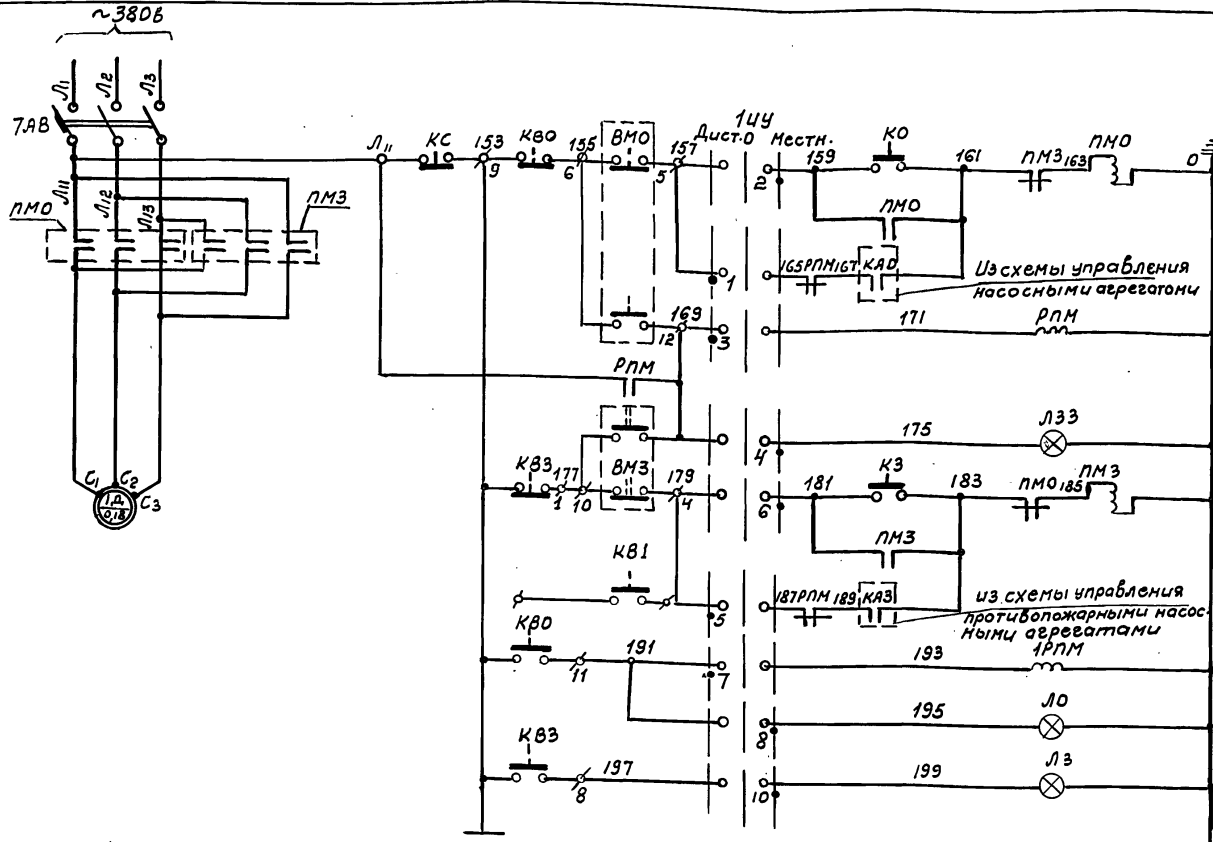 ~380В
Л1 Л2 Л3
7АВ
Л11 Л12 Л13
ПМО
ПМЗ
С1 С2 С3
1Д
0,18
1ЦУ
Дист. О Местн.
Л11 КС 153 КВО 155 ВМО 157 159 КО 161 ПМЗ 163 ПМО О
9 6 5 2
ПМО
1 165 РПМ 167 КАО
Из схемы управления
насосными агрегатами
169 171 РПМ
12 3
РПМ
175 ЛЗЗ
4
КВЗ 177 ВМЗ 179 181 КЗ 183 ПМО 185 ПМЗ
1 10 4 6
ПМЗ
КВ1
5 187 РПМ 189 КАЗ
из схемы управления
противопожарными насос-
ными агрегатами
КВО 191 193 1РПМ
11 7
195 ЛО
8
КВЗ 197 199 ЛЗ
8 10